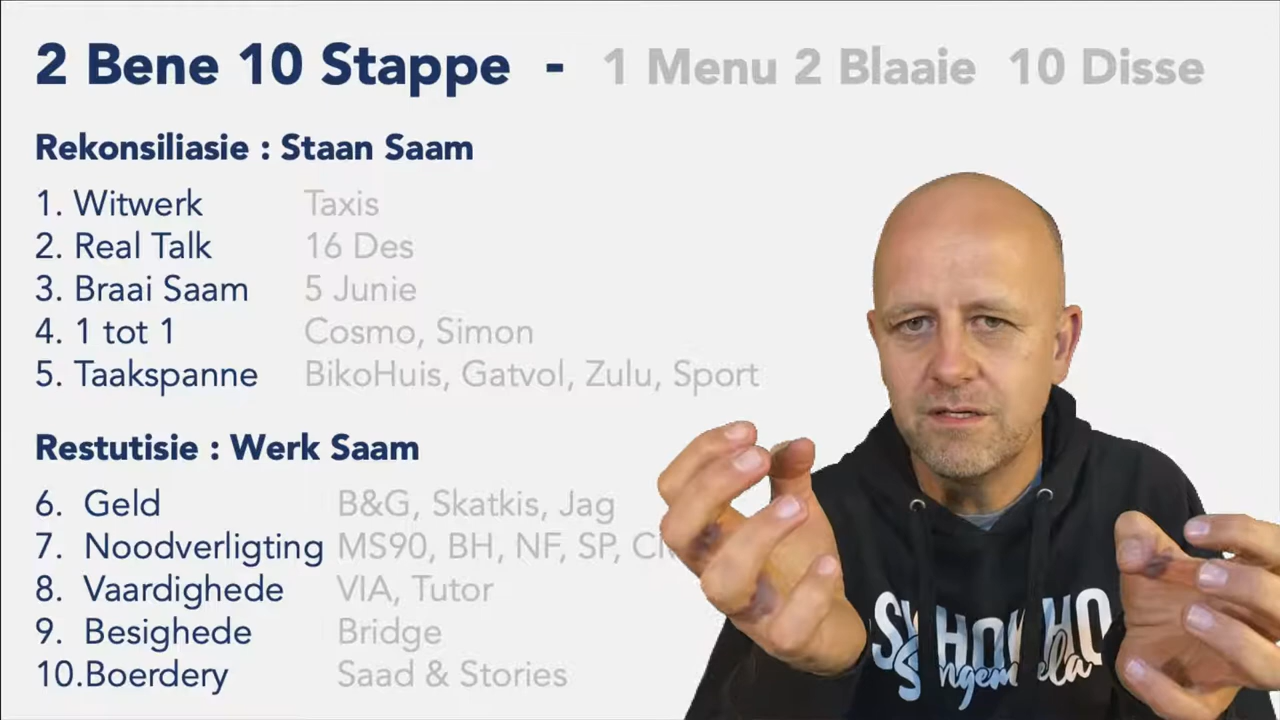 2 Bene 10 Stappe - 1 Menu 2 Blaaie 10 Disse
Rekonsiliasie : Staan Saam
1. Witwerk Taxis
2. Real Talk 16 Des
3. Braai Saam 5 Junie
4. 1 tot 1 Cosmo, Simon
5. Taakspanne BikoHuis, Gatvol, Zulu, Sport
Restutisie : Werk Saam
6. Geld B&G, Skatkis, Jag
7. Noodverligting MS90, BH, NF, SP,
8. Vaardighede VIA, Tutor
9. Besighede Bridge
10.Boerdery Saad & Stories